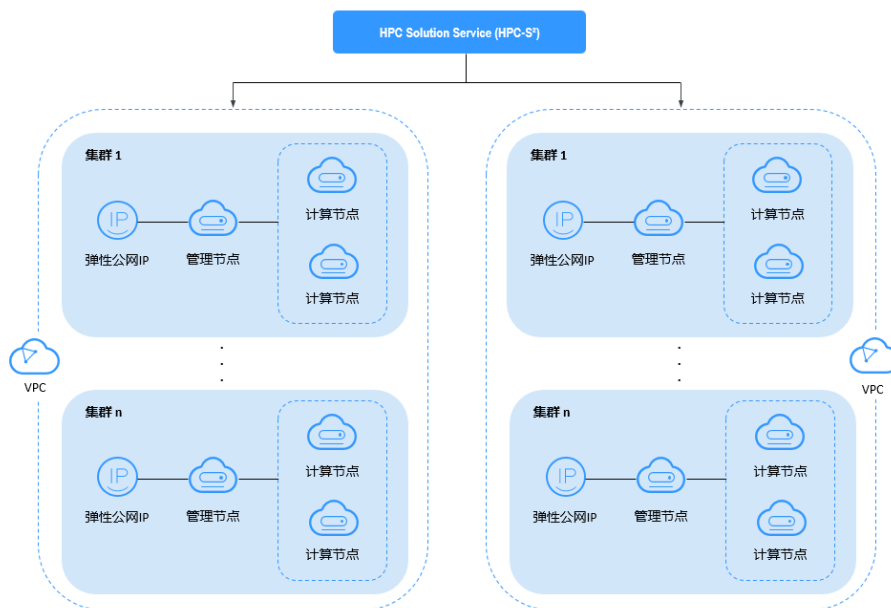 HPC Solution Service (HPC-S²)
集群 1
计算节点
IP
弹性公网IP
管理节点
计算节点
集群 1
计算节点
IP
弹性公网IP
管理节点
计算节点
VPC
VPC
集群 n
计算节点
IP
弹性公网IP
管理节点
计算节点
集群 n
计算节点
IP
弹性公网IP
管理节点
计算节点